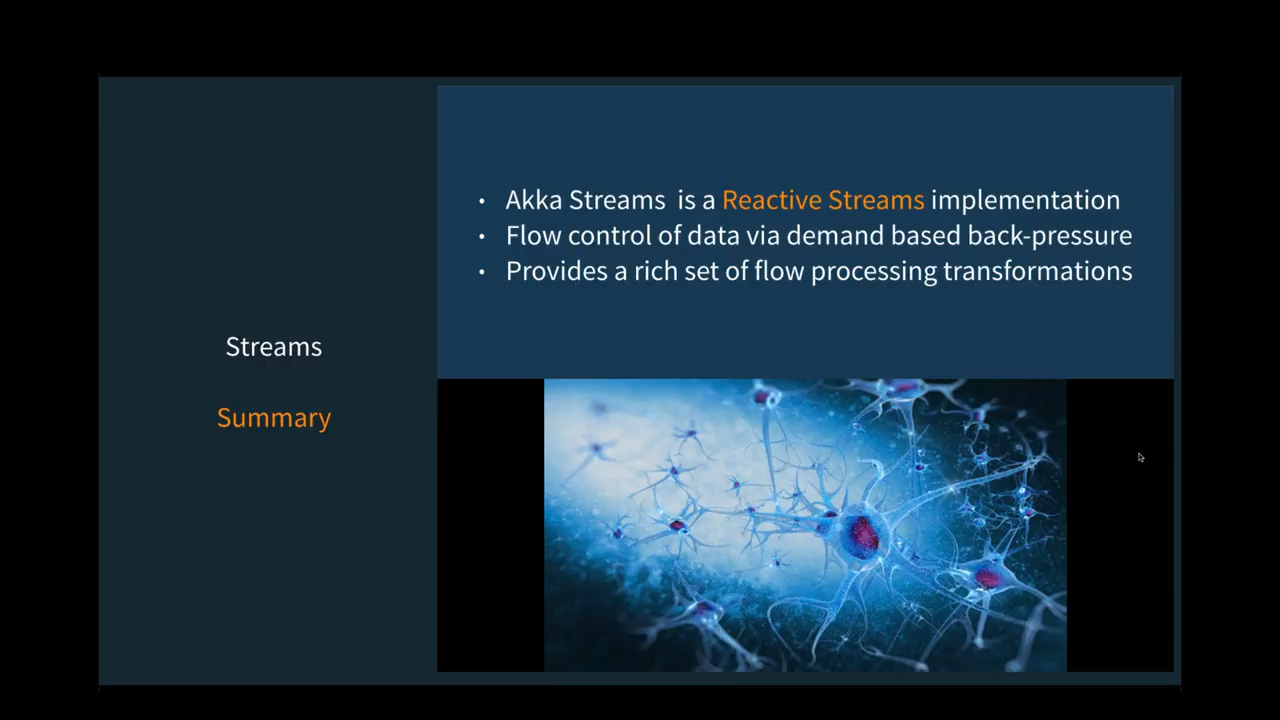 Streams
Summary
• Akka Streams  is a Reactive Streams implementation
• Flow control of data via demand based back-pressure
• Provides a rich set of flow processing transformations